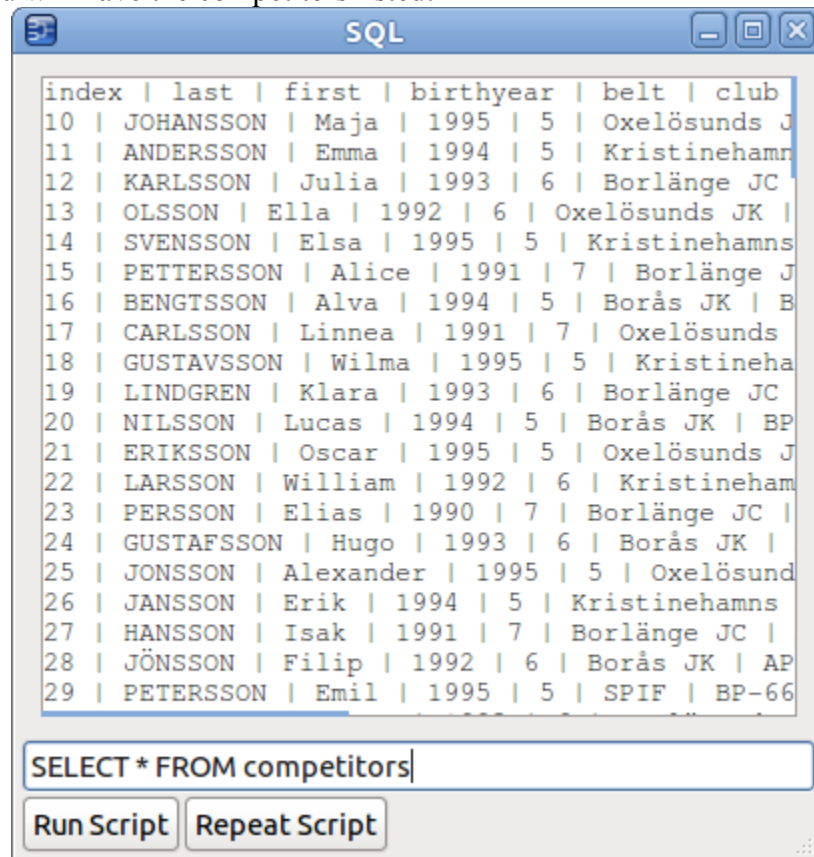 SQL
index | last | first | birthyear | belt | club
10 | JOHANSSON | Maja | 1995 | 5 | Oxelösunds J
11 | ANDERSSON | Emma | 1994 | 5 | Kristinehamn
12 | KARLSSON | Julia | 1993 | 6 | Borlänge JC
13 | OLSSON | Ella | 1992 | 6 | Oxelösunds JK |
14 | SVENSSON | Elsa | 1995 | 5 | Kristinehamns
15 | PETTERSSON | Alice | 1991 | 7 | Borlänge J
16 | BENGTSSON | Alva | 1994 | 5 | Borås JK | B
17 | CARLSSON | Linnea | 1991 | 7 | Oxelösunds
18 | GUSTAVSSON | Wilma | 1995 | 5 | Kristineha
19 | LINDGREN | Klara | 1993 | 6 | Borlänge JC
20 | NILSSON | Lucas | 1994 | 5 | Borås JK | BP
21 | ERIKSSON | Oscar | 1995 | 5 | Oxelösunds J
22 | LARSSON | William | 1992 | 6 | Kristineham
23 | PERSSON | Elias | 1990 | 7 | Borlänge JC |
24 | GUSTAFSSON | Hugo | 1993 | 6 | Borås JK |
25 | JONSSON | Alexander | 1995 | 5 | Oxelösund
26 | JANSSON | Erik | 1994 | 5 | Kristinehamns
27 | HANSSON | Isak | 1991 | 7 | Borlänge JC |
28 | JÖNSSON | Filip | 1992 | 6 | Borås JK | AP
29 | PETERSSON | Emil | 1995 | 5 | SPIF | BP-66
SELECT * FROM competitors
Run Script Repeat Script